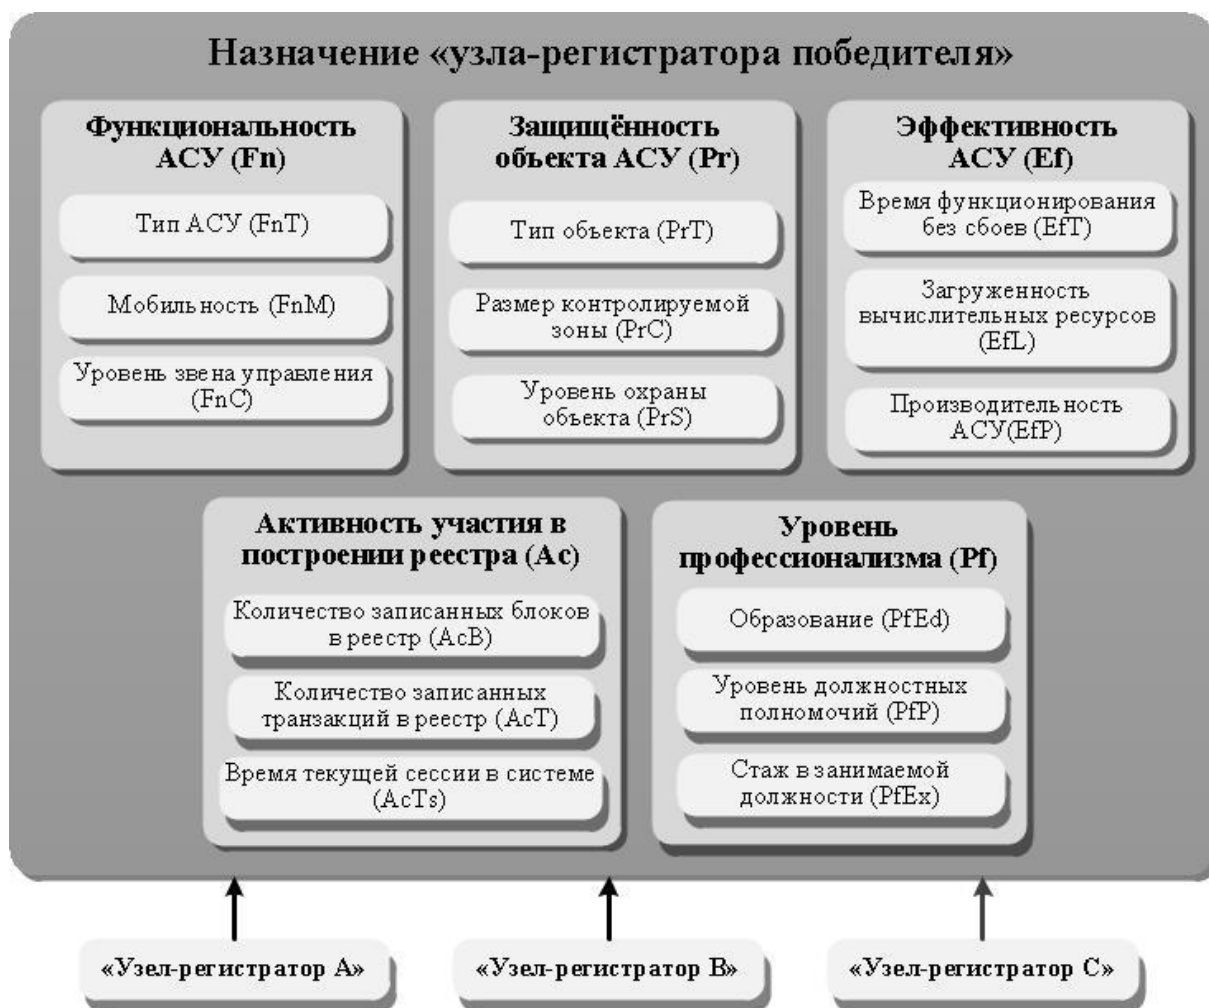 Назначение «узла-регистратора победителя»
Функциональность
АСУ (Fn)
Тип АСУ (FnT)
Мобильность (FnM)
Уровень звена управления
(FnC)
Защищённость
объекта АСУ (Pr)
Тип объекта (PrT)
Размер контролируемой
зоны (PrC)
Уровень охраны
объекта (PrS)
Эффективность
АСУ (Ef)
Время функционирования
без сбоев (EfT)
Загруженность
вычислительных ресурсов
(EfL)
Производительность
АСУ(EfP)
Активность участия в
построении реестра (Ac)
Количество записанных блоков
в реестр (AcB)
Количество записанных
транзакций в реестр (AcT)
Время текущей сессии в системе
(AcTs)
Уровень
профессионализма (Pf)
Образование (PfEd)
Уровень должностных
полномочий (PfP)
Стаж в занимаемой
должности (PfEx)
«Узел-регистратор A»
«Узел-регистратор B»
«Узел-регистратор C»